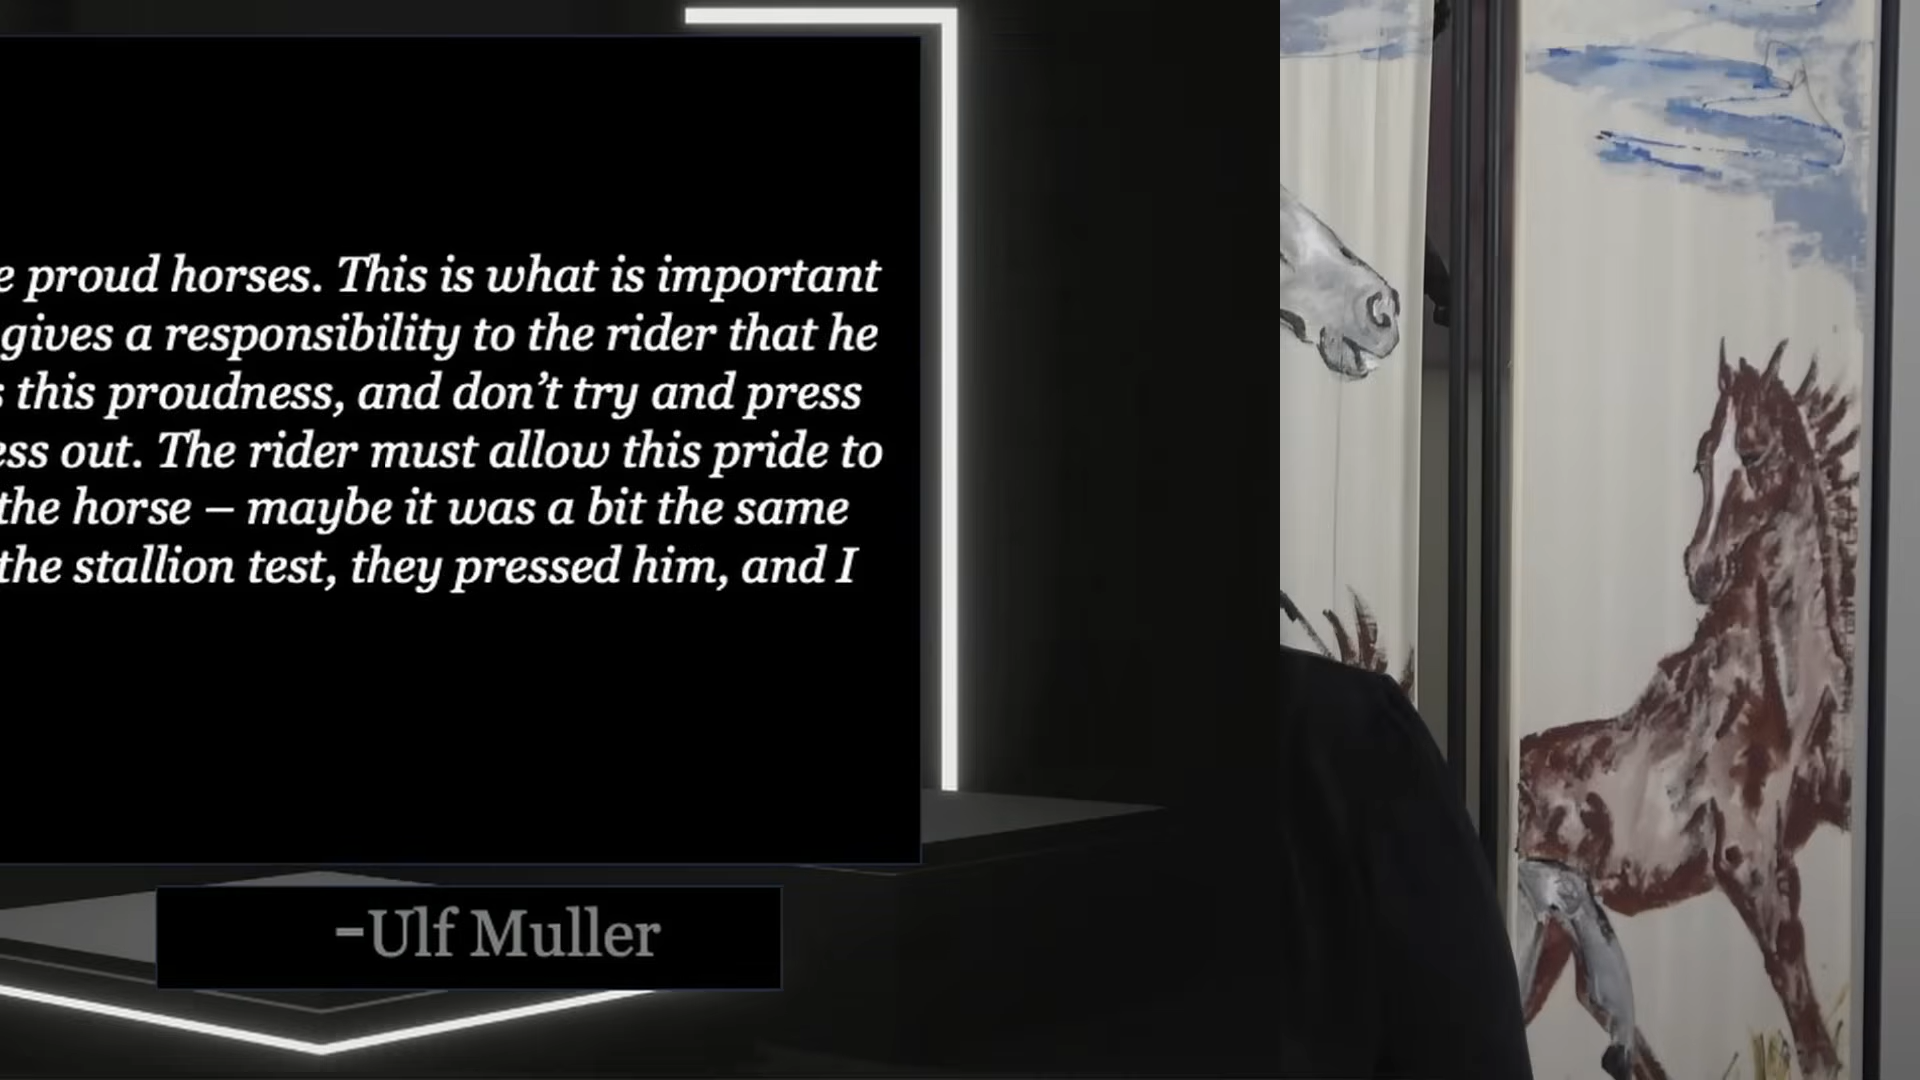 proud horses. This is what is important
gives a responsibility to the rider that he
this proudness, and don't try and press
out. The rider must allow this pride to
the horse – maybe it was a bit the same
the stallion test, they pressed him, and I
-Ulf Muller